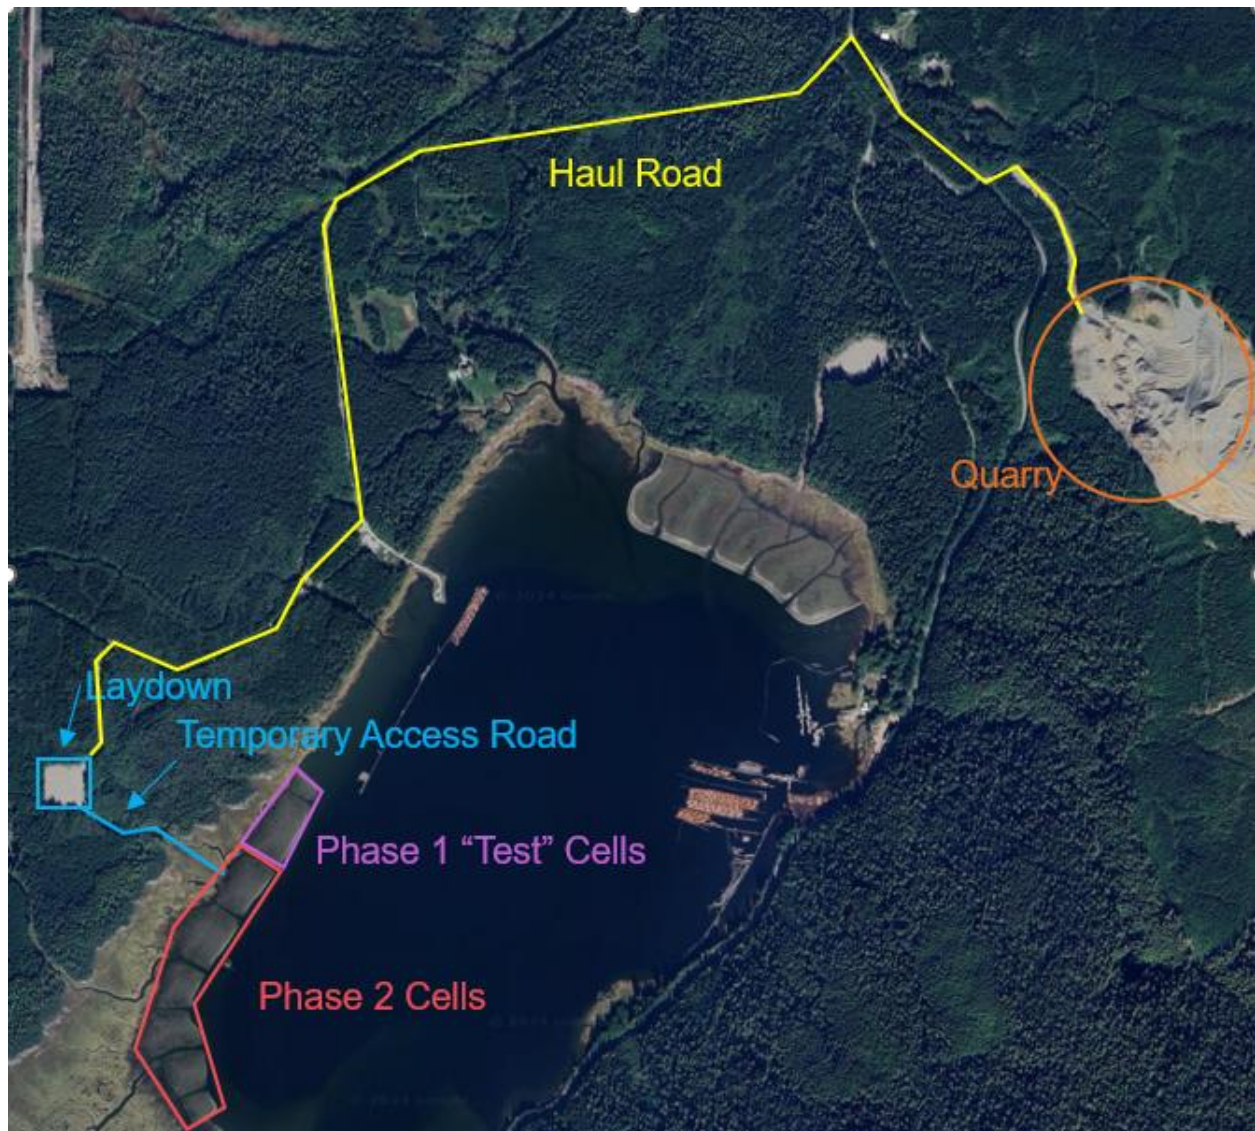 Haul Road
Quarry
Laydown
Temporary Access Road
Phase 1 “Test” Cells
Phase 2 Cells